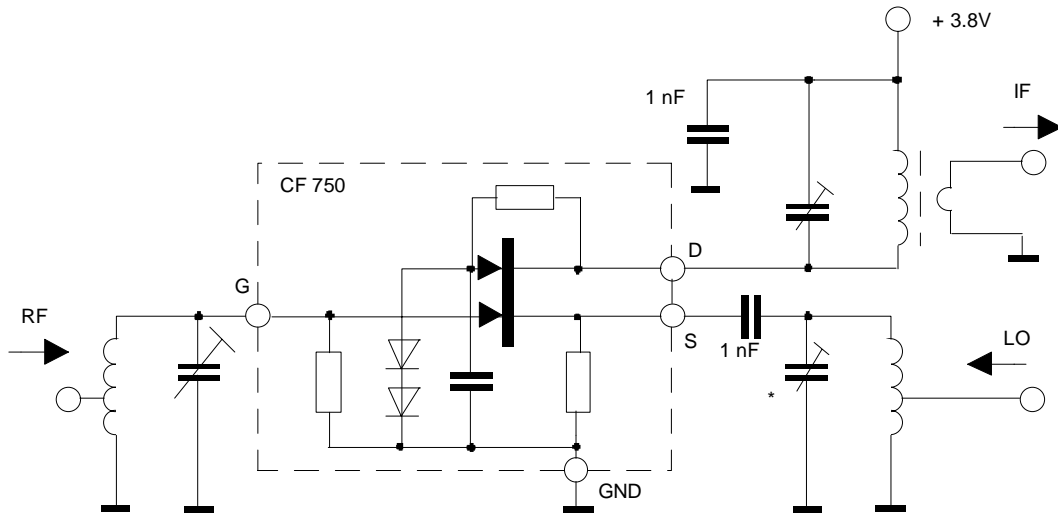 + 3.8V
1 nF
IF
CF 750
D
G
RF
S
1 nF
LO
*
GND